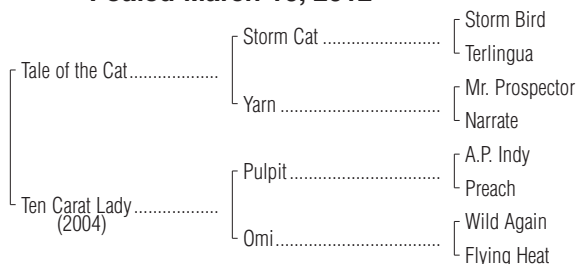 Foaled March 2012
Storm Bird
Storm Cat
Terlingua
Tale of the Cat
Mr. Prospector
Yarn
Narrate
A.P. Indy
Pulpit
Preach
Ten Carat Lady
(2004)
Wild Again
Omi
Flying Heat